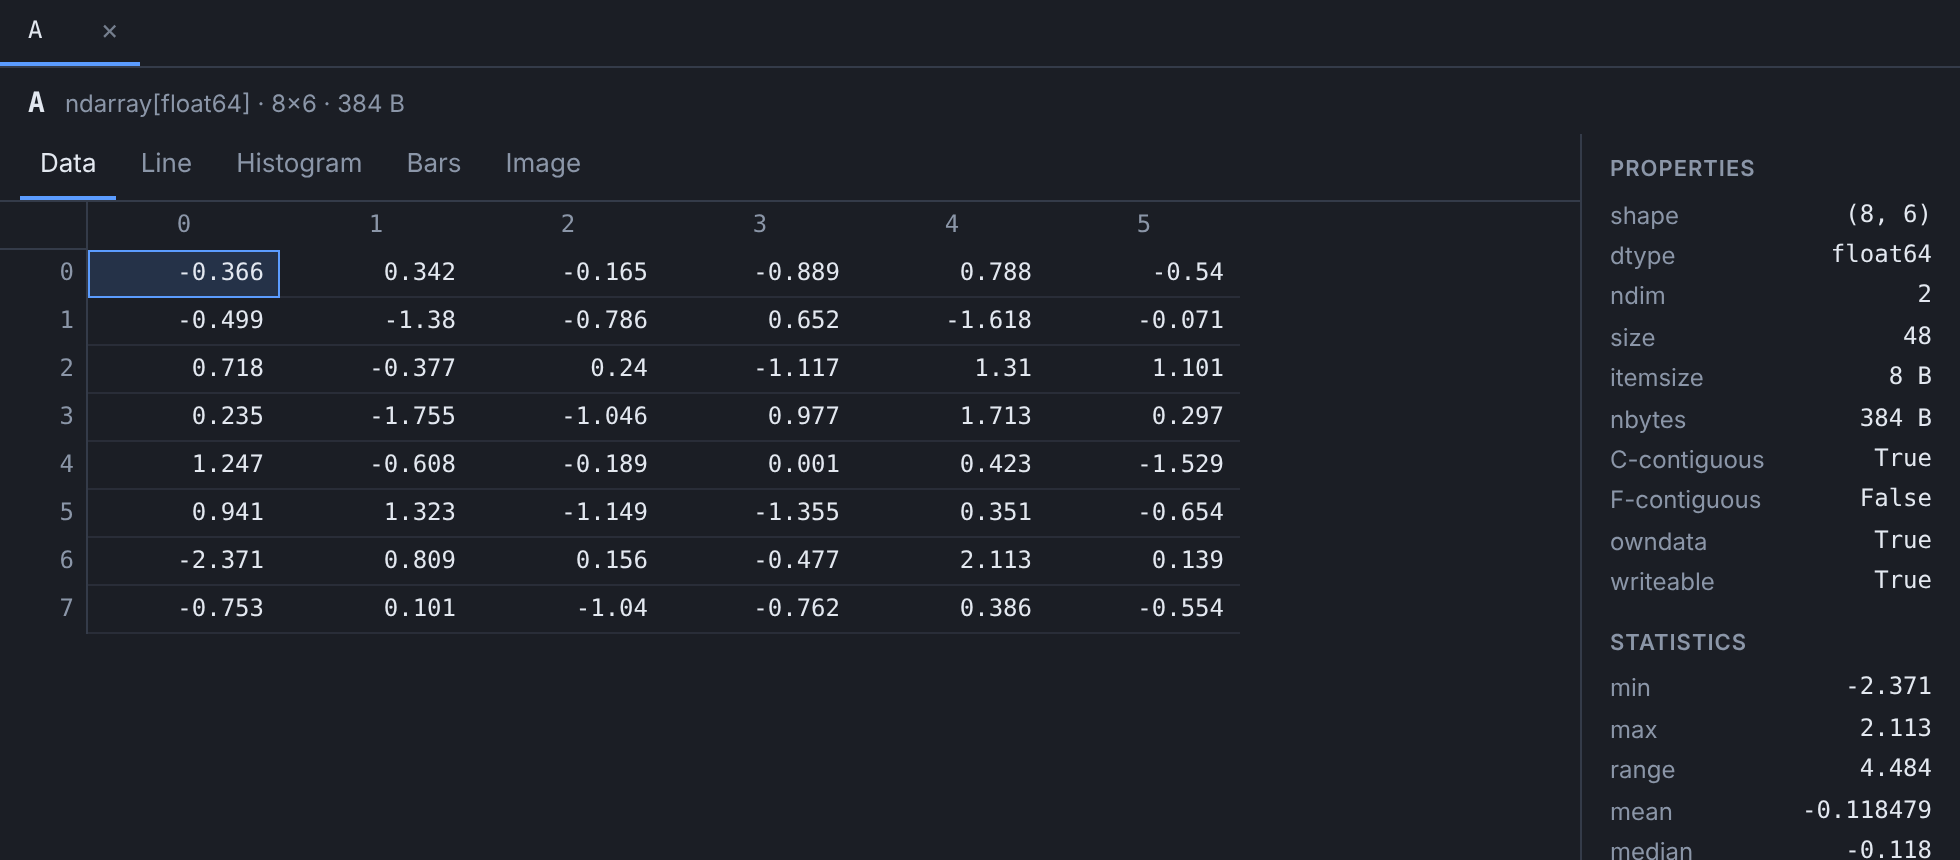 A ×
A ndarray[float64] · 8×6 · 384 B
Data Line Histogram Bars Image
0 1 2 3 4 5
0 -0.366 0.342 -0.165 -0.889 0.788 -0.54
1 -0.499 -1.38 -0.786 0.652 -1.618 -0.071
2 0.718 -0.377 0.24 -1.117 1.31 1.101
3 0.235 -1.755 -1.046 0.977 1.713 0.297
4 1.247 -0.608 -0.189 0.001 0.423 -1.529
5 0.941 1.323 -1.149 -1.355 0.351 -0.654
6 -2.371 0.809 0.156 -0.477 2.113 0.139
7 -0.753 0.101 -1.04 -0.762 0.386 -0.554
PROPERTIES
shape (8, 6)
dtype float64
ndim 2
size 48
itemsize 8 B
nbytes 384 B
C-contiguous True
F-contiguous False
owndata True
writeable True
STATISTICS
min -2.371
max 2.113
range 4.484
mean -0.118479
median -0.118